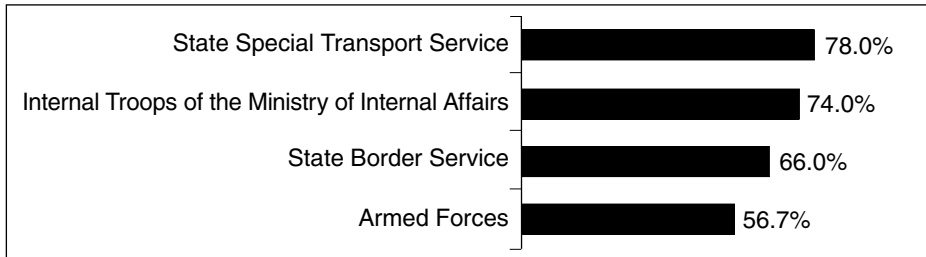 State Special Transport Service 78.0%
Internal Troops of the Ministry of Internal Affairs 74.0%
State Border Service 66.0%
Armed Forces 56.7%